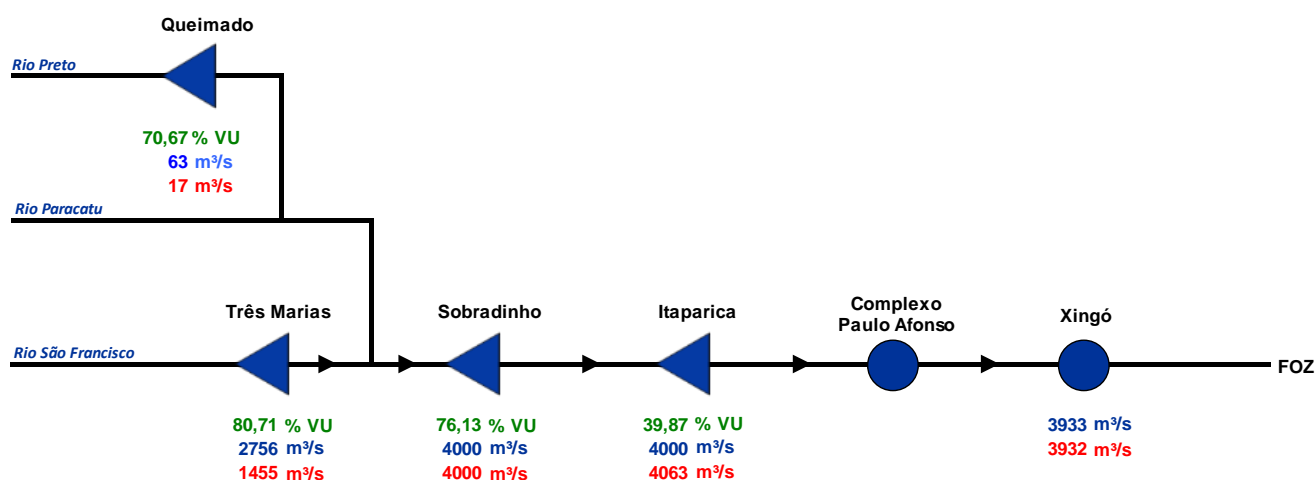 Queimado
Rio Preto
70,67 % VU
63 m³/s
17 m³/s
Rio Paracatu
Três Marias
Sobradinho
Itaparica
Complexo
Paulo Afonso
Xingó
Rio São Francisco
FOZ
80,71 % VU
2756 m³/s
1455 m³/s
76,13 % VU
4000 m³/s
4000 m³/s
39,87 % VU
4000 m³/s
4063 m³/s
3933 m³/s
3932 m³/s